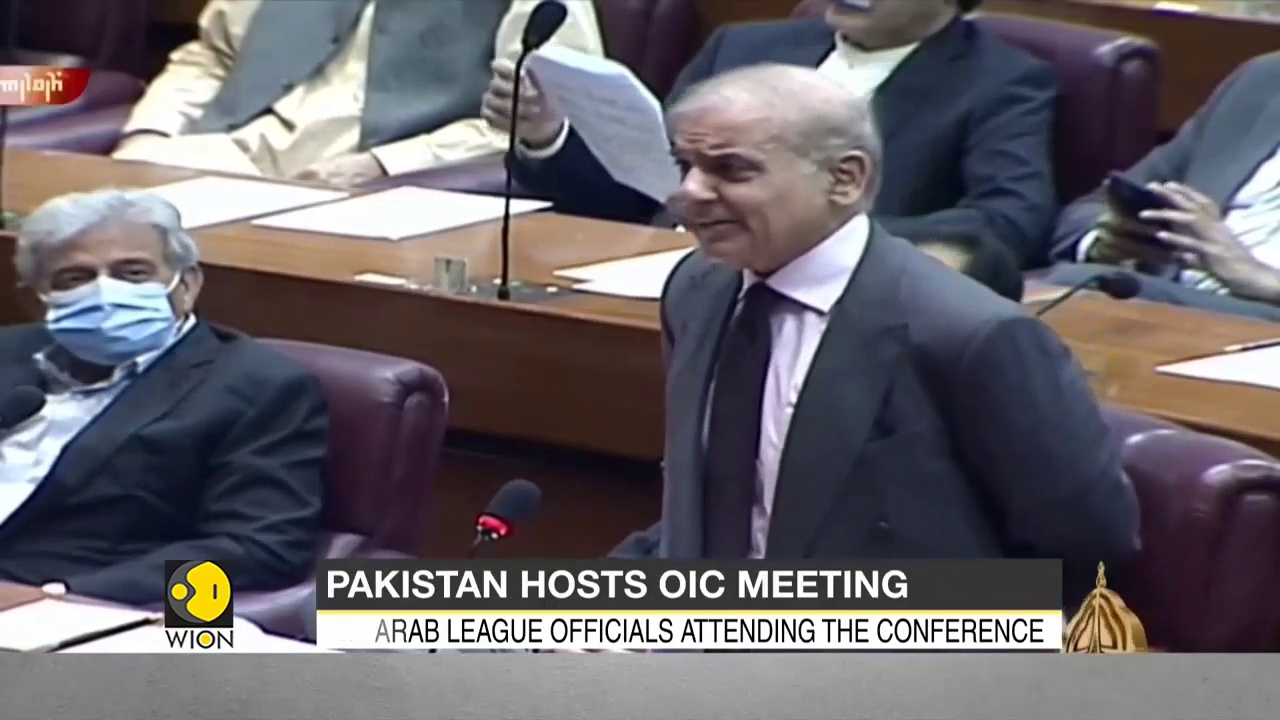 PAKISTAN HOSTS OIC MEETING
ARAB LEAGUE OFFICIALS ATTENDING THE CONFERENCE
WION